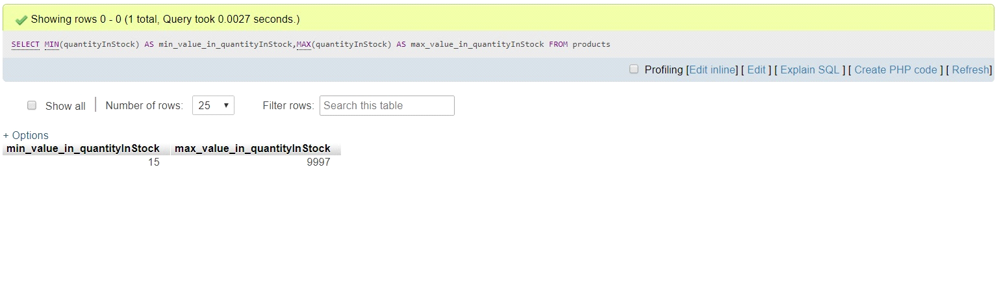 Showing rows 0 - 0 (1 total, Query took 0.0027 seconds.)
SELECT MIN(quantityInStock) AS min_value_in_quantityInStock,MAX(quantityInStock) AS max_value_in_quantityInStock FROM products
Profiling [Edit inline] [ Edit ] [ Explain SQL ] [ Create PHP code ] [ Refresh]
Show all | Number of rows: 25 Filter rows: Search this table
+ Options
min_value_in_quantityInStock max_value_in_quantityInStock
15 9997